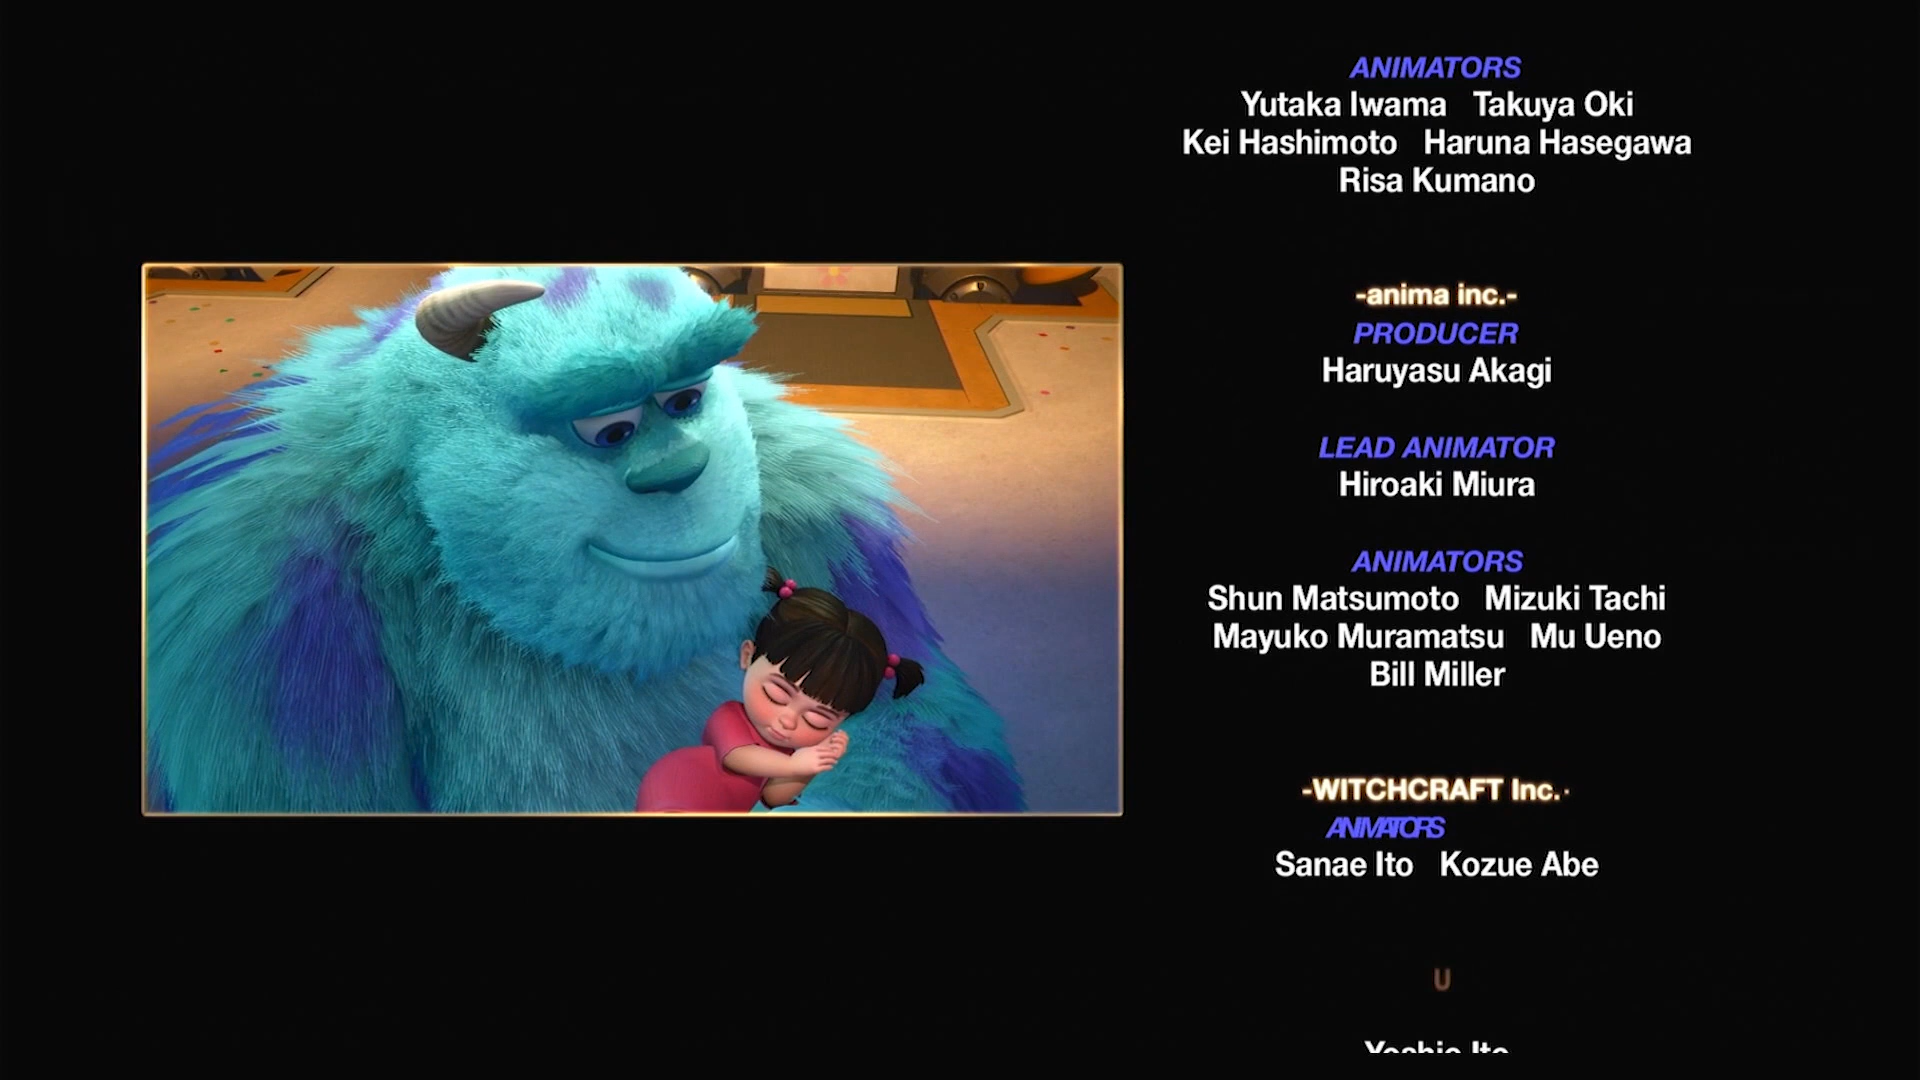 ANIMATORS
Yutaka Iwama Takuya Oki
Kei Hashimoto Haruna Hasegawa
Risa Kumano
-anima inc.-
PRODUCER
Haruyasu Akagi
LEAD ANIMATOR
Hiroaki Miura
ANIMATORS
Shun Matsumoto Mizuki Tachi
Mayuko Muramatsu Mu Ueno
Bill Miller
-WITCHCRAFT Inc.-
ANIMATORS
Sanae Ito Kozue Abe
U